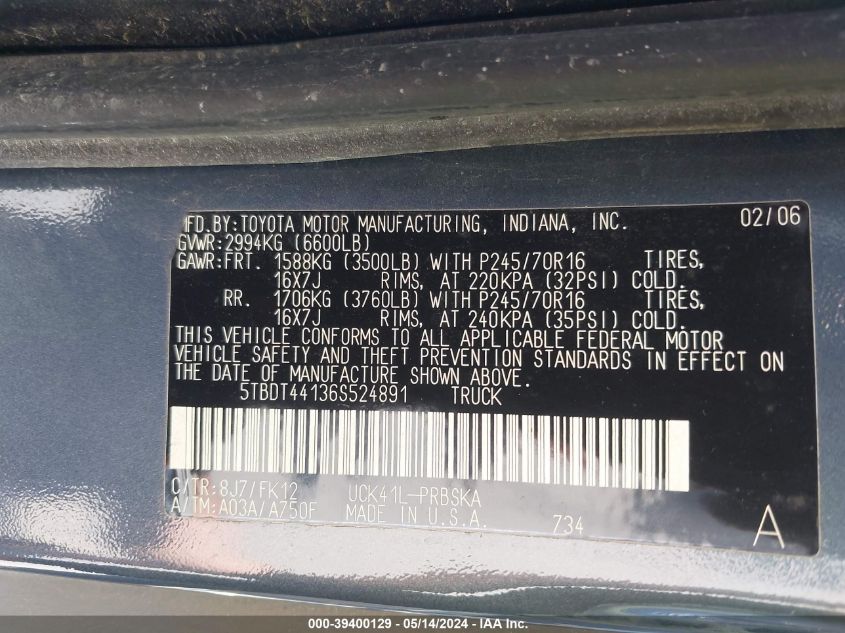 MFD.BY:TOYOTA MOTOR MANUFACTURING, INDIANA, INC. 02/06
GVWR:2994KG (6600LB)
GAWR:FRT. 1588KG (3500LB) WITH P245/70R16 TIRES,
16X7J RIMS, AT 220KPA (32PSI) COLD.
RR. 1706KG (3760LB) WITH P245/70R16 TIRES,
16X7J RIMS, AT 240KPA (35PSI) COLD.
THIS VEHICLE CONFORMS TO ALL APPLICABLE FEDERAL MOTOR
VEHICLE SAFETY AND THEFT PREVENTION STANDARDS IN EFFECT ON
THE DATE OF MANUFACTURE SHOWN ABOVE.
5TBDT44136S524891 TRUCK
C/TR:8J7/FK12 UCK41L-PRBSKA
A/TM:A03A/A750F MADE IN U.S.A. 734 A
000-39400129 - 05/14/2024 - IAA Inc.